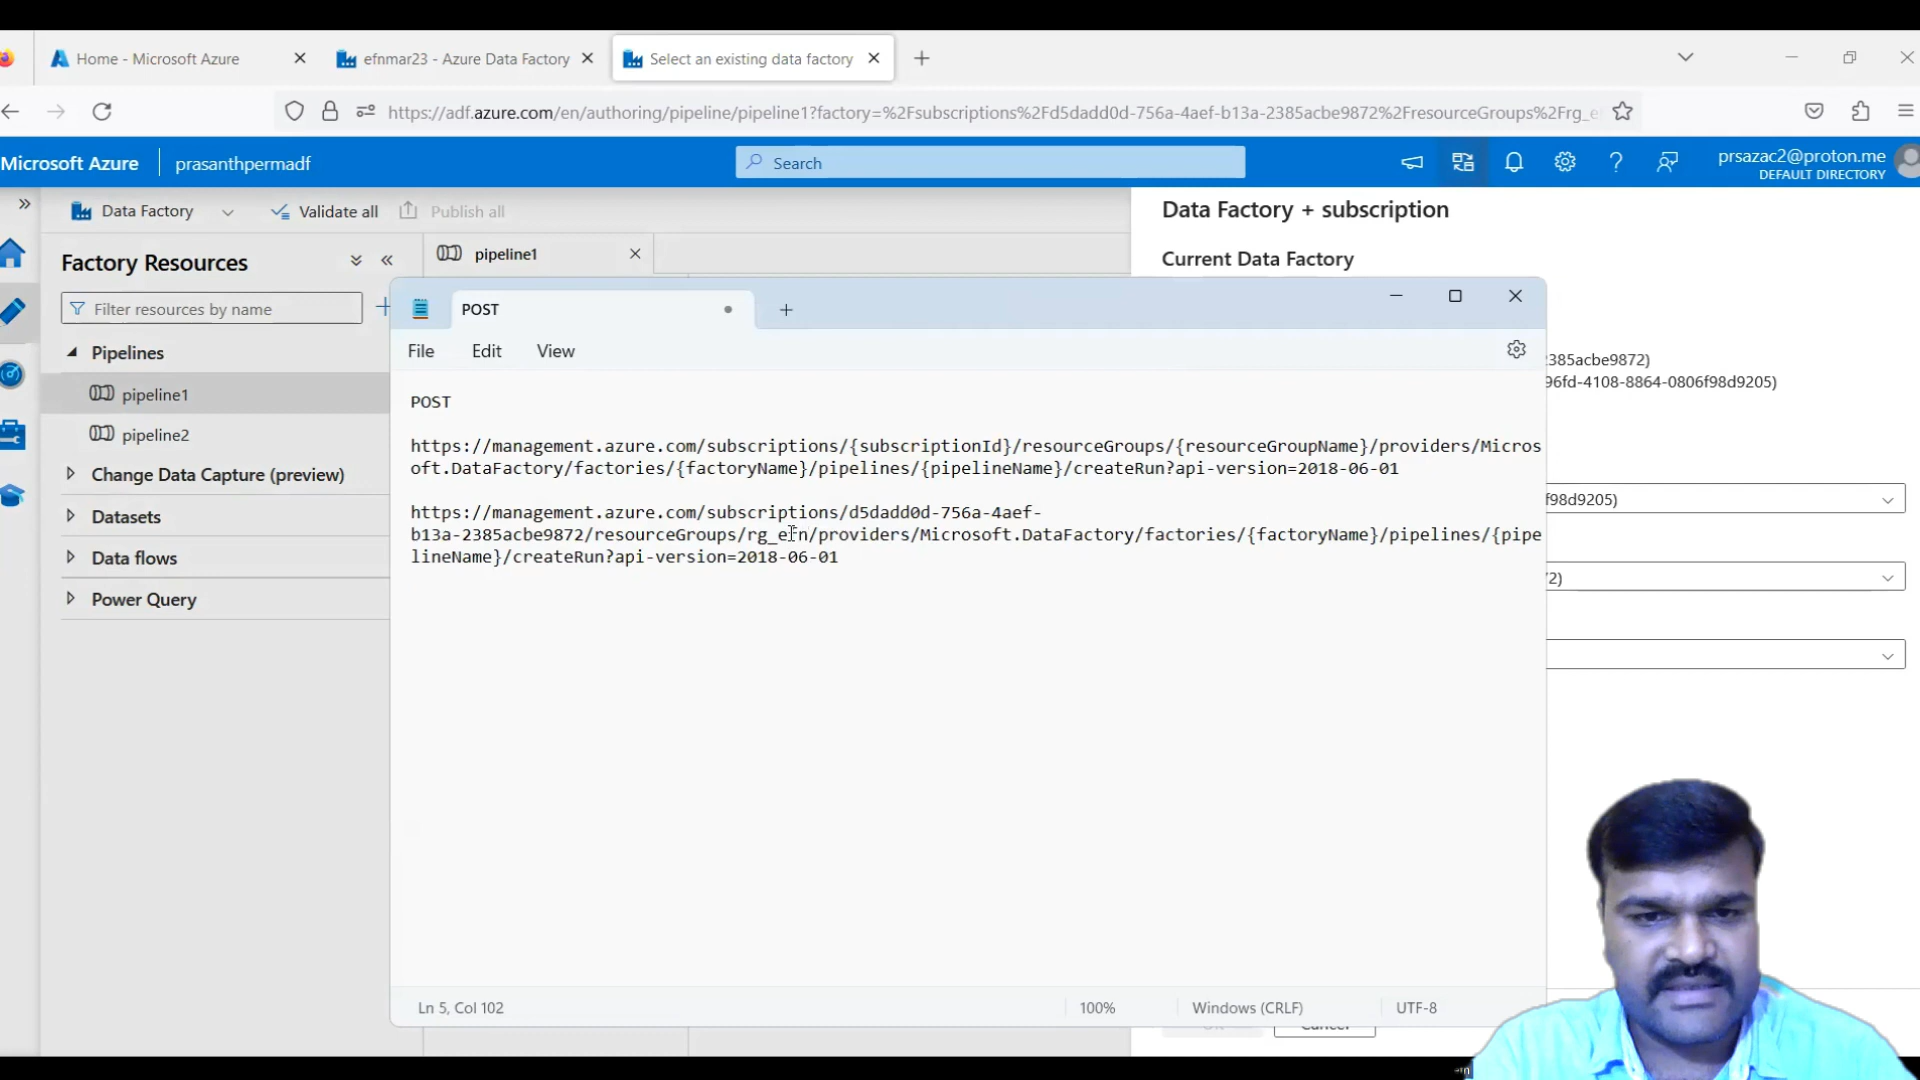 Home - Microsoft Azure
efnmar23 - Azure Data Factory
Select an existing data factory
https://adf.azure.com/en/authoring/pipeline/pipeline1?factory=%2Fsubscriptions%2Fd5dadd0d-756a-4aef-b13a-2385acbe9872%2FresourceGroups%2Frg_e
Microsoft Azure
prasanthpermadf
Search
prsazac2@proton.me
DEFAULT DIRECTORY
Data Factory
Validate all
Publish all
Data Factory + subscription
Factory Resources
pipeline1
Current Data Factory
Filter resources by name
POST
File Edit View
Pipelines
pipeline1
pipeline2
Change Data Capture (preview)
Datasets
Data flows
Power Query
2385acbe9872)
96fd-4108-8864-0806f98d9205)
POST
https://management.azure.com/subscriptions/{subscriptionId}/resourceGroups/{resourceGroupName}/providers/Micros
oft.DataFactory/factories/{factoryName}/pipelines/{pipelineName}/createRun?api-version=2018-06-01
https://management.azure.com/subscriptions/d5dadd0d-756a-4aef-
b13a-2385acbe9872/resourceGroups/rg_efn/providers/Microsoft.DataFactory/factories/{factoryName}/pipelines/{pipe
lineName}/createRun?api-version=2018-06-01
f98d9205)
72)
Ln 5, Col 102
100%
Windows (CRLF)
UTF-8
Cancel